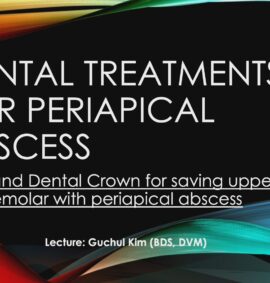 NTAL TREATMENTS
R PERIAPICAL
SCESS
and Dental Crown for saving uppe
emolar with periapical abscess
Lecture: Guchul Kim (BDS, DVM)